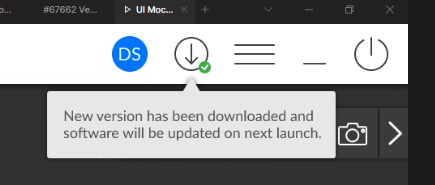 #67662 Ve...
UI Moc...
DS
New version has been downloaded and
software will be updated on next launch.